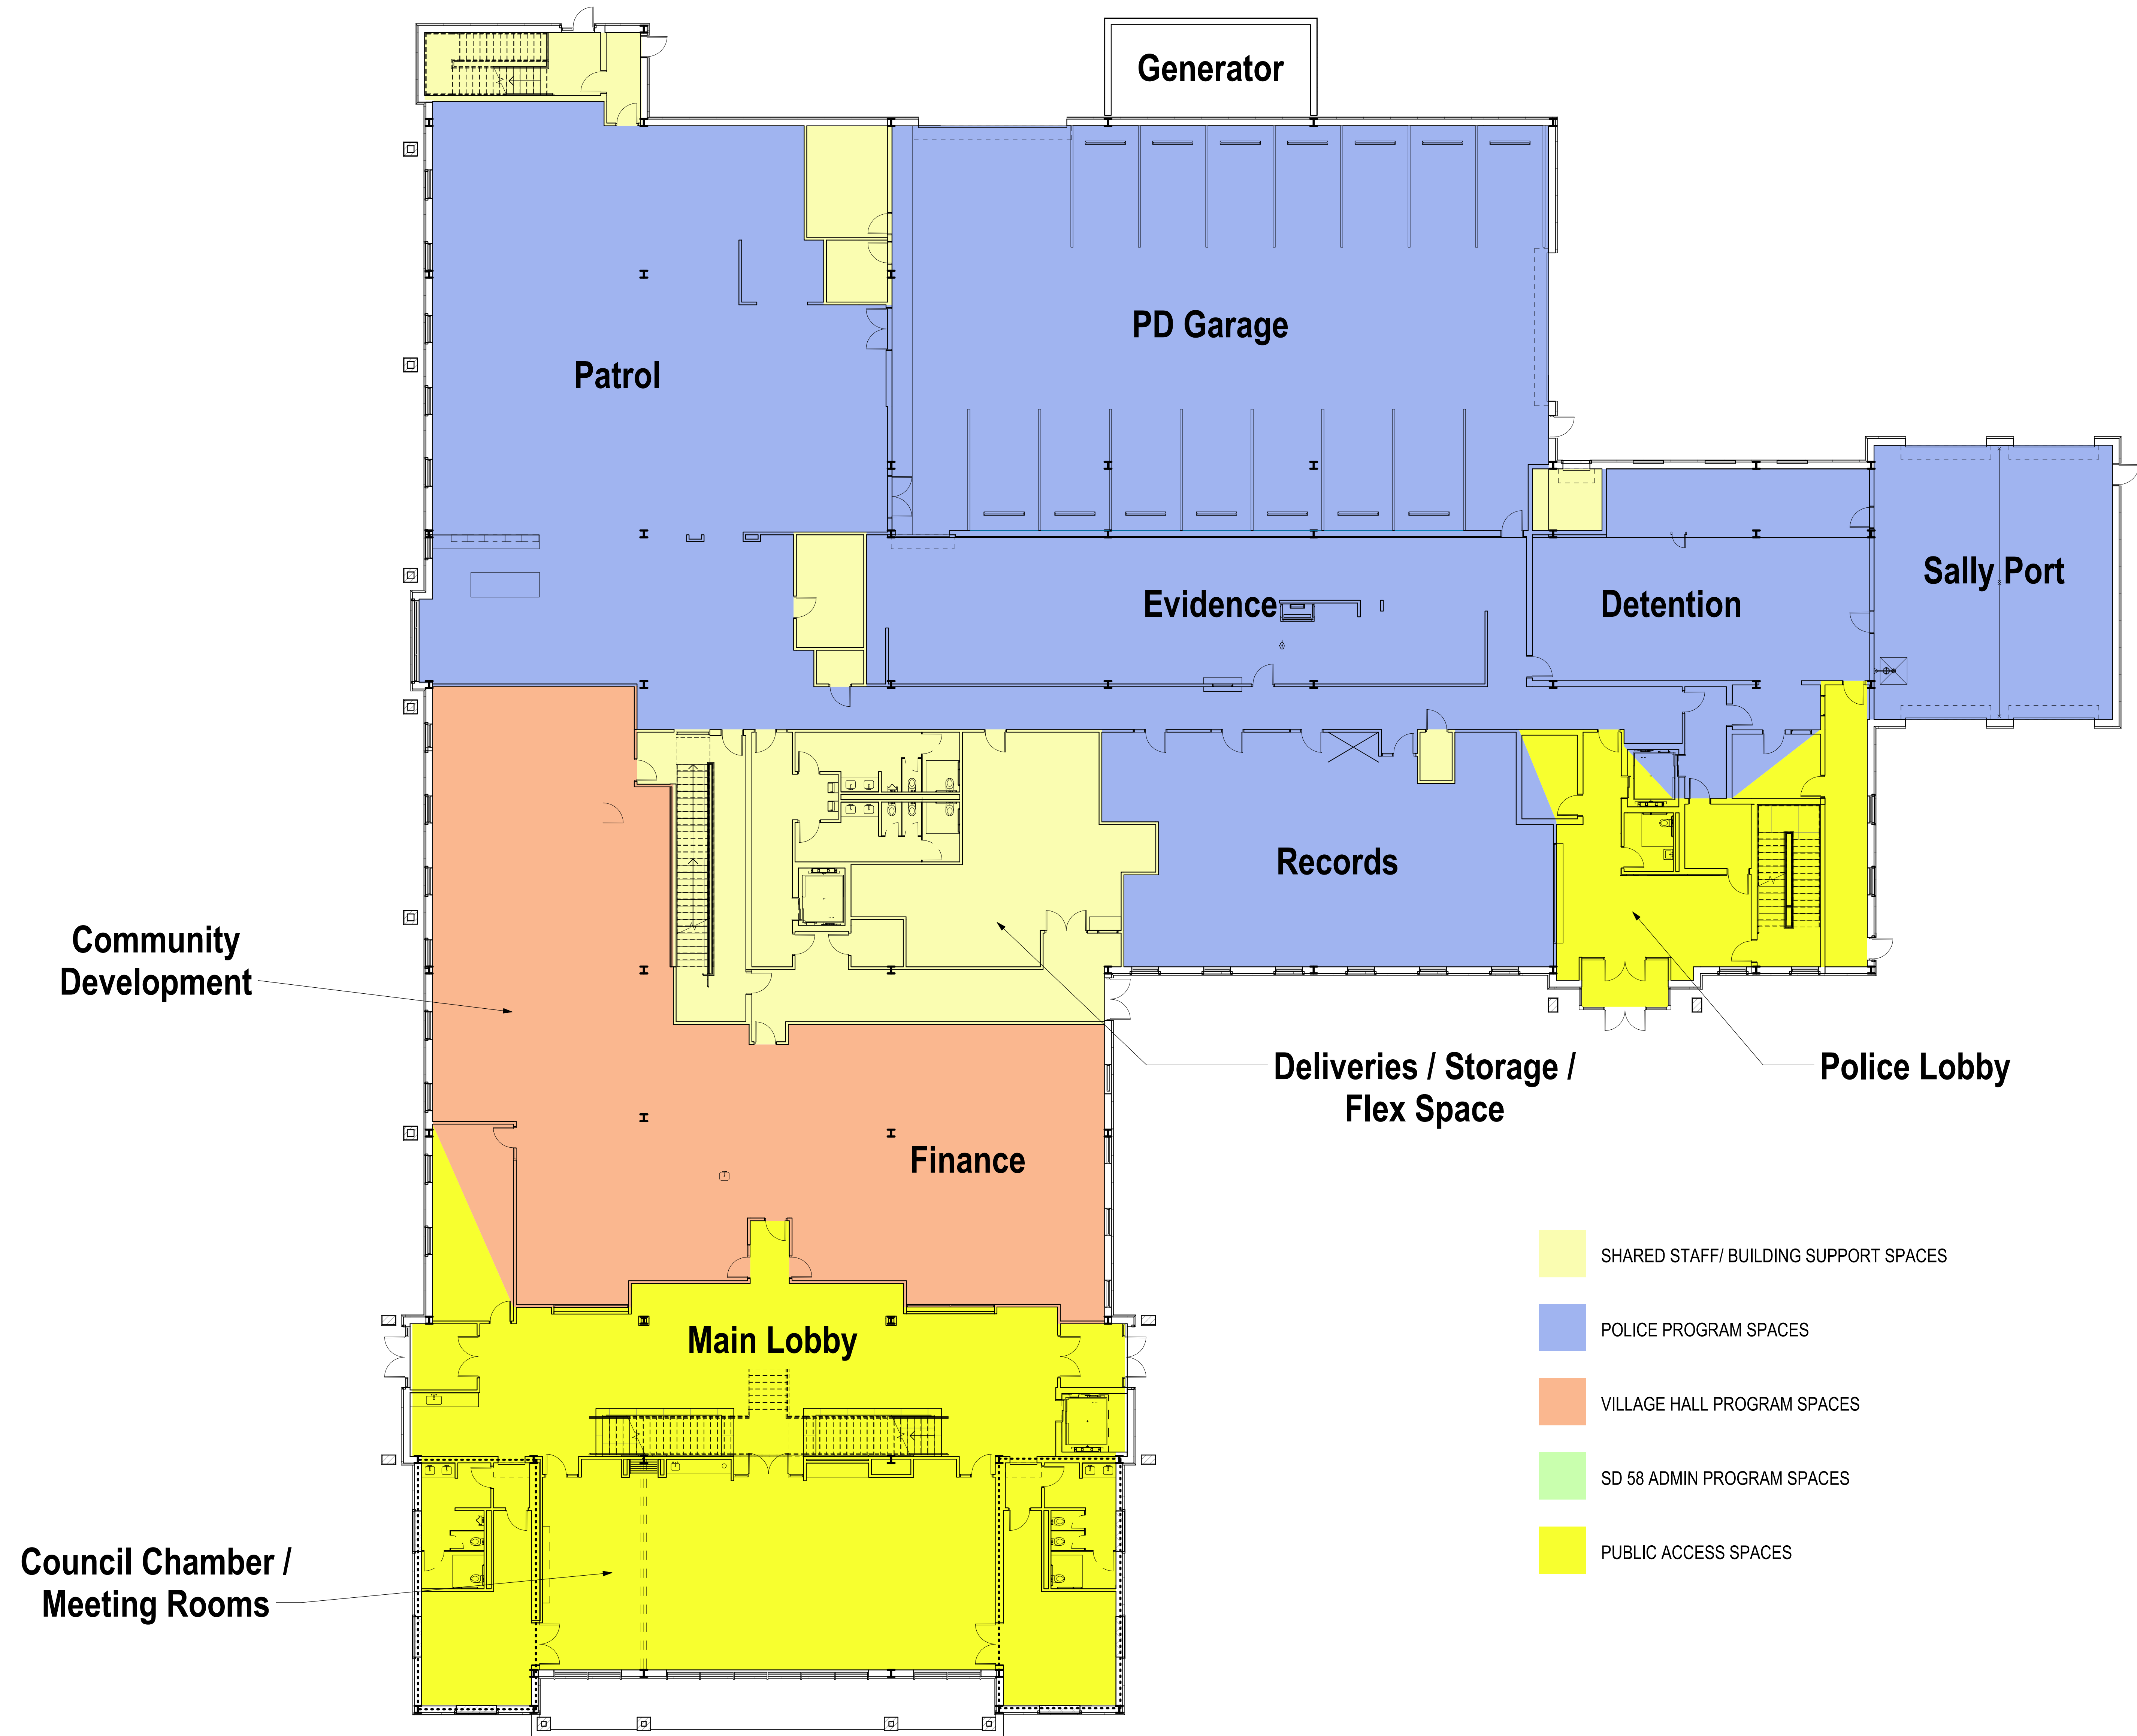 Generator
PD Garage
Patrol
Sally Port
Evidence
Detention
Records
Community
Development
Deliveries / Storage /
Flex Space
Police Lobby
Finance
Main Lobby
Council Chamber /
Meeting Rooms
SHARED STAFF/ BUILDING SUPPORT SPACES
POLICE PROGRAM SPACES
VILLAGE HALL PROGRAM SPACES
SD 58 ADMIN PROGRAM SPACES
PUBLIC ACCESS SPACES